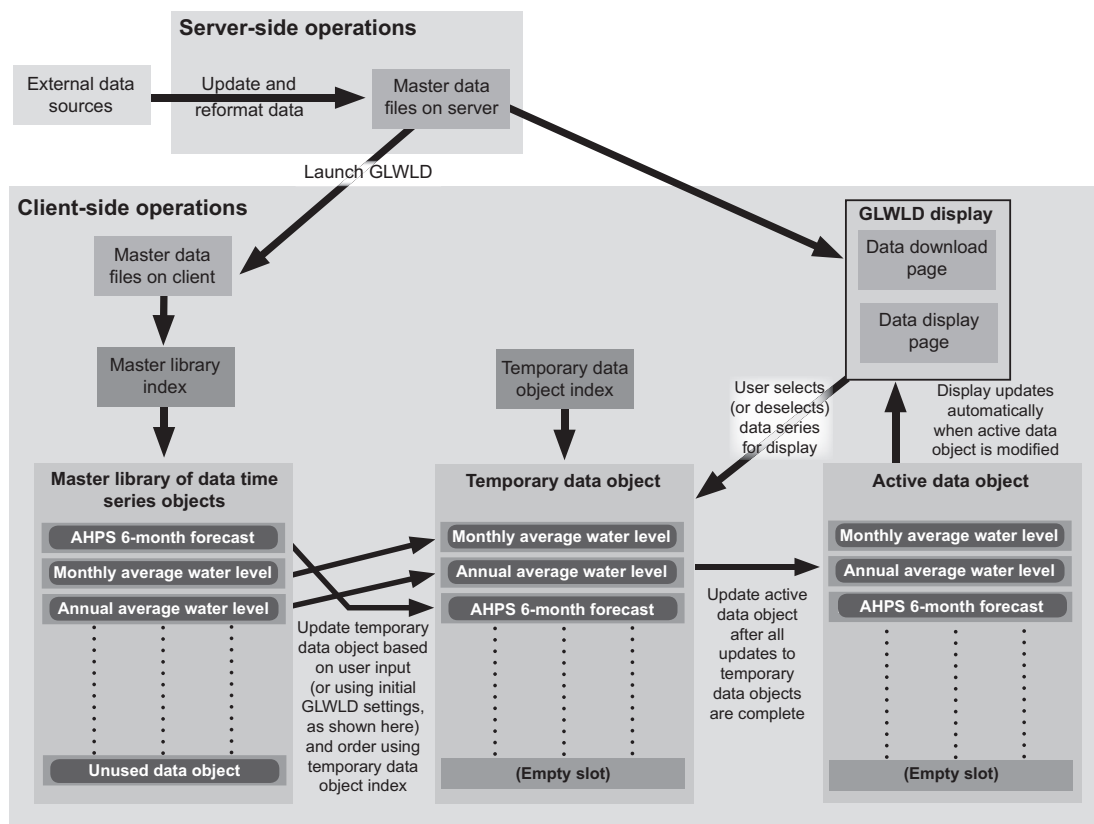 Server-side operations
External data
sources
Update and
reformat data
Master data
files on server
Launch GLWLD
Client-side operations
Master data
files on client
Master library
index
Temporary data
object index
GLWLD display
Data download
page
Data display
page
User selects
(or deselects)
data series
for display
Display updates
automatically
when active data
object is modified
Master library of data time
series objects
AHPS 6-month forecast
Monthly average water level
Annual average water level
Unused data object
Update temporary
data object based
on user input
(or using initial
GLWLD settings,
as shown here)
and order using
temporary data
object index
Temporary data object
Monthly average water level
Annual average water level
AHPS 6-month forecast
(Empty slot)
Update active
data object
after all
updates to
temporary
data objects
are complete
Active data object
Monthly average water level
Annual average water level
AHPS 6-month forecast
(Empty slot)